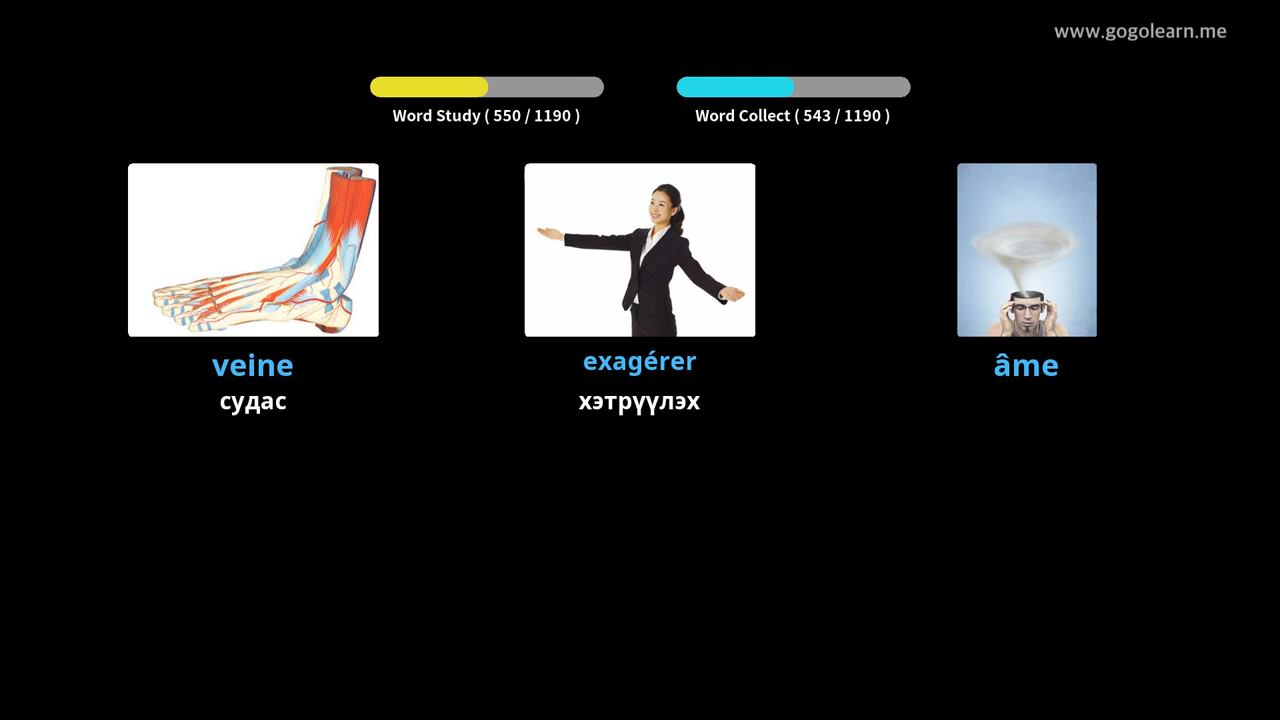 www.gogolearn.me
Word Study ( 550 / 1190 )
Word Collect ( 543 / 1190 )
veine
судас
exagérer
хэтрүүлэх
âme